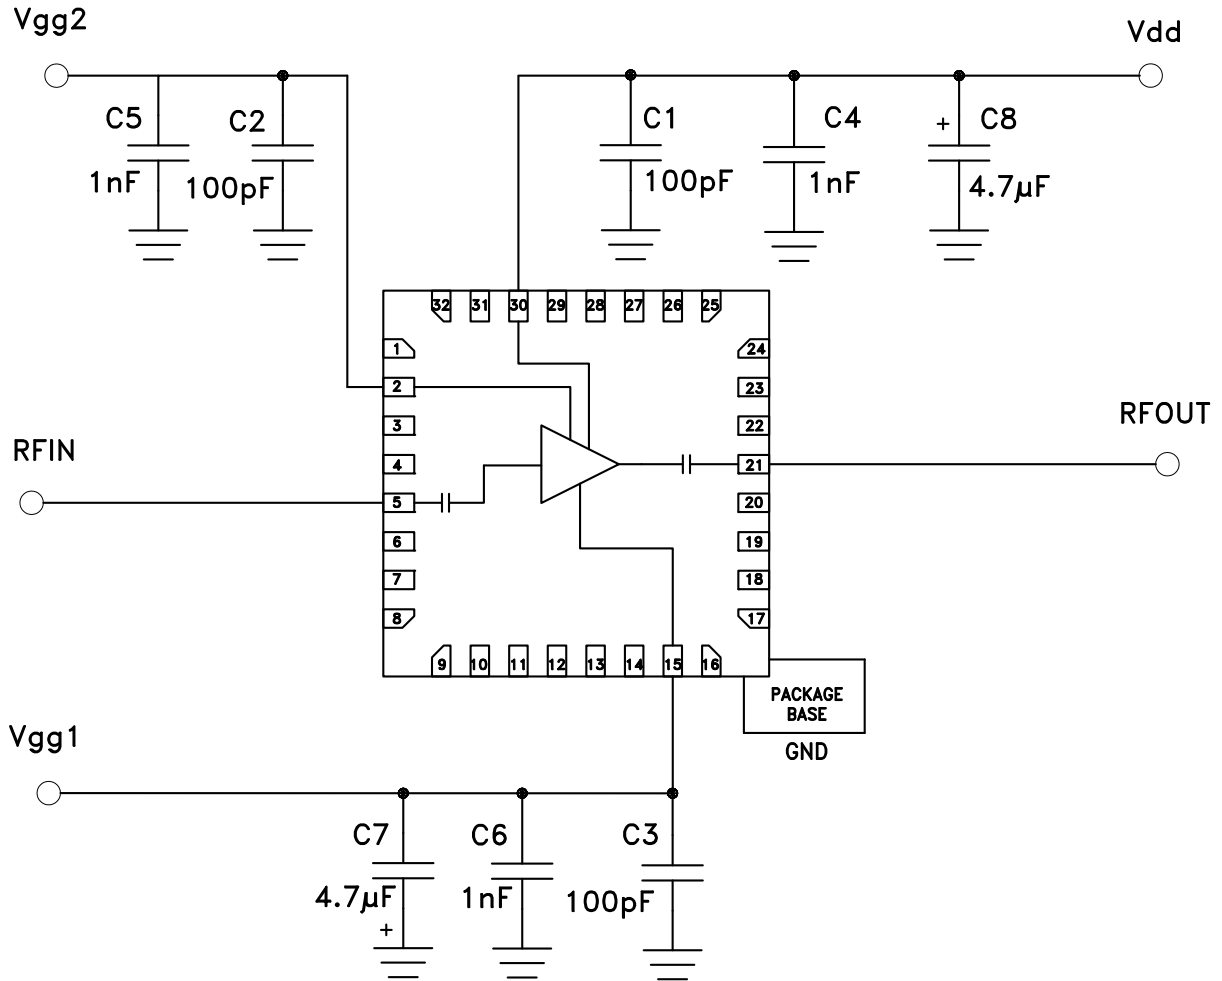 Vgg2
Vdd
C5
C2
C1
C4
+
C8
1nF
100pF
100pF
1nF
4.7µF
32
31
30
29
28
27
26
25
1
24
2
23
3
22
RFOUT
RFIN
4
21
5
20
6
19
7
18
8
17
9
10
11
12
13
14
15
16
PACKAGE
BASE
GND
Vgg1
C7
C6
C3
4.7µF
1nF
100pF
+